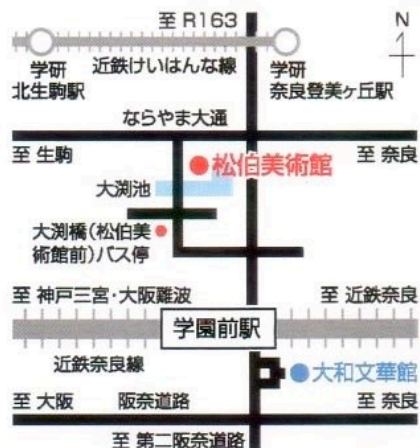 至 R163
N
学研
北生駒駅
近鉄けいはんな線
学研
奈良登美ヶ丘駅
ならやま大通
至 生駒
至 奈良
松伯美術館
大渕池
大渕橋(松伯美
術館前)バス停
至 神戸三宮・大阪難波
至 近鉄奈良
学園前駅
近鉄奈良線
大和文華館
至 大阪
阪奈道路
至 奈良
至 第二阪奈道路